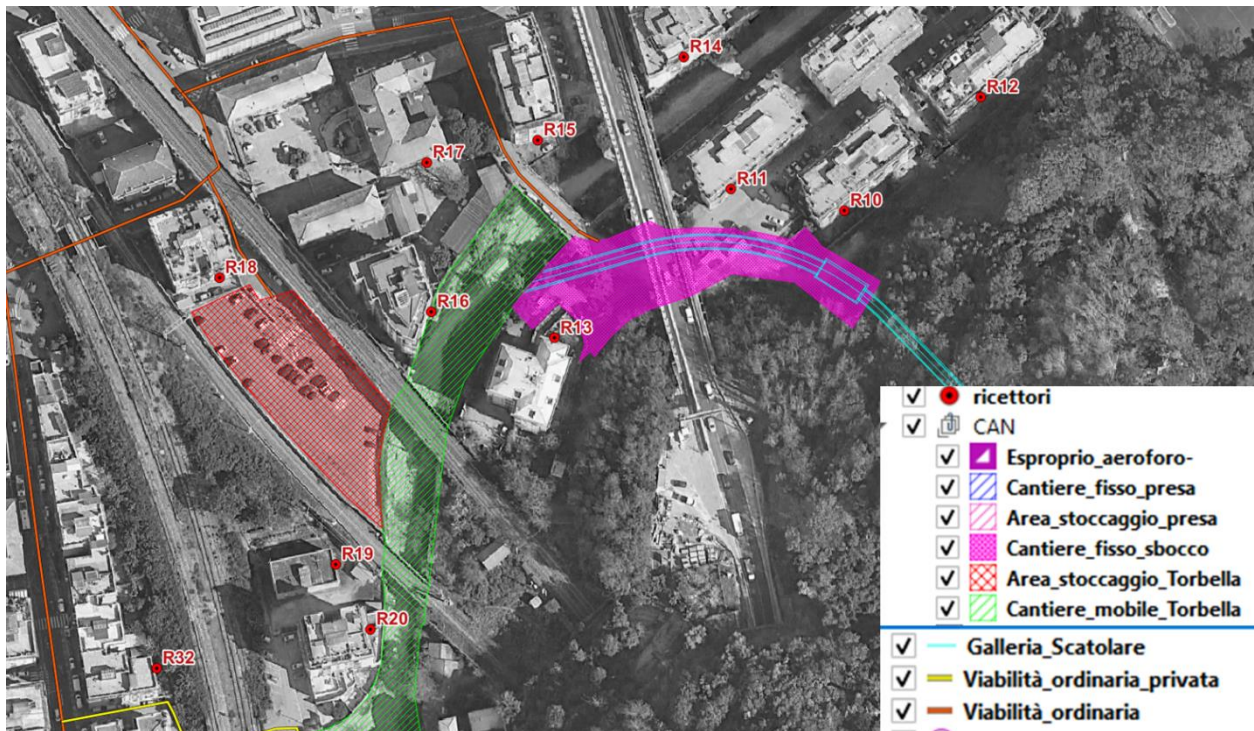 R14
R12
R15
R17
R11
R10
R18
R16
R13
R19
R20
R32
ricettori
CAN
Esproprio_aeroforo-
Cantiere_fisso_presa
Area_stoccaggio_presa
Cantiere_fisso_sbocco
Area_stoccaggio_Torbella
Cantiere_mobile_Torbella
Galleria_Scatolare
Viabilità_ordinaria_privata
Viabilità_ordinaria